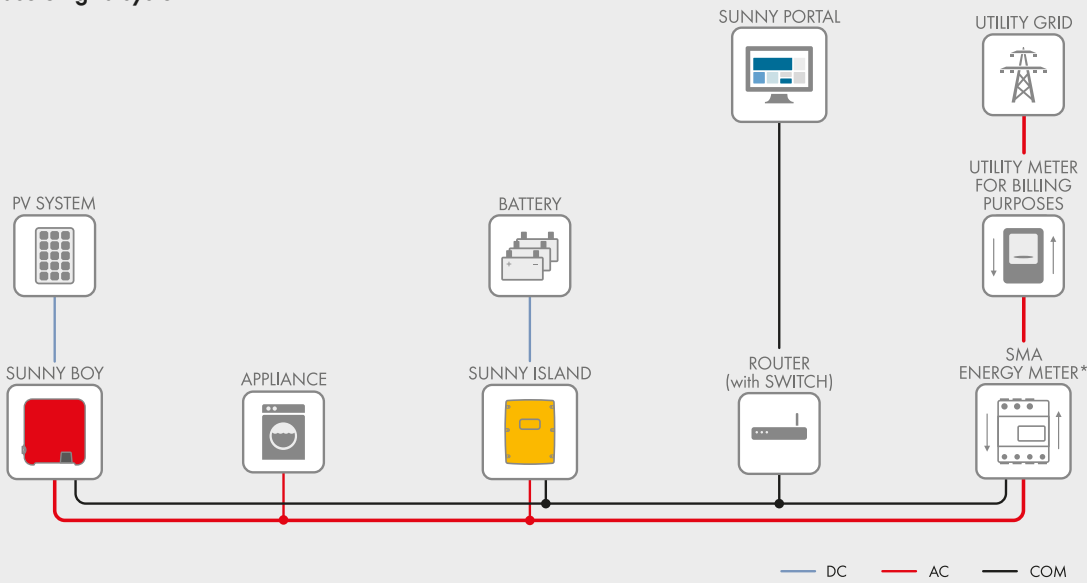 SUNNY PORTAL
UTILITY GRID
UTILITY METER
FOR BILLING
PURPOSES
PV SYSTEM
BATTERY
SUNNY BOY
APPLIANCE
SUNNY ISLAND
ROUTER
(with SWITCH)
SMA
ENERGY METER*
DC
AC
COM